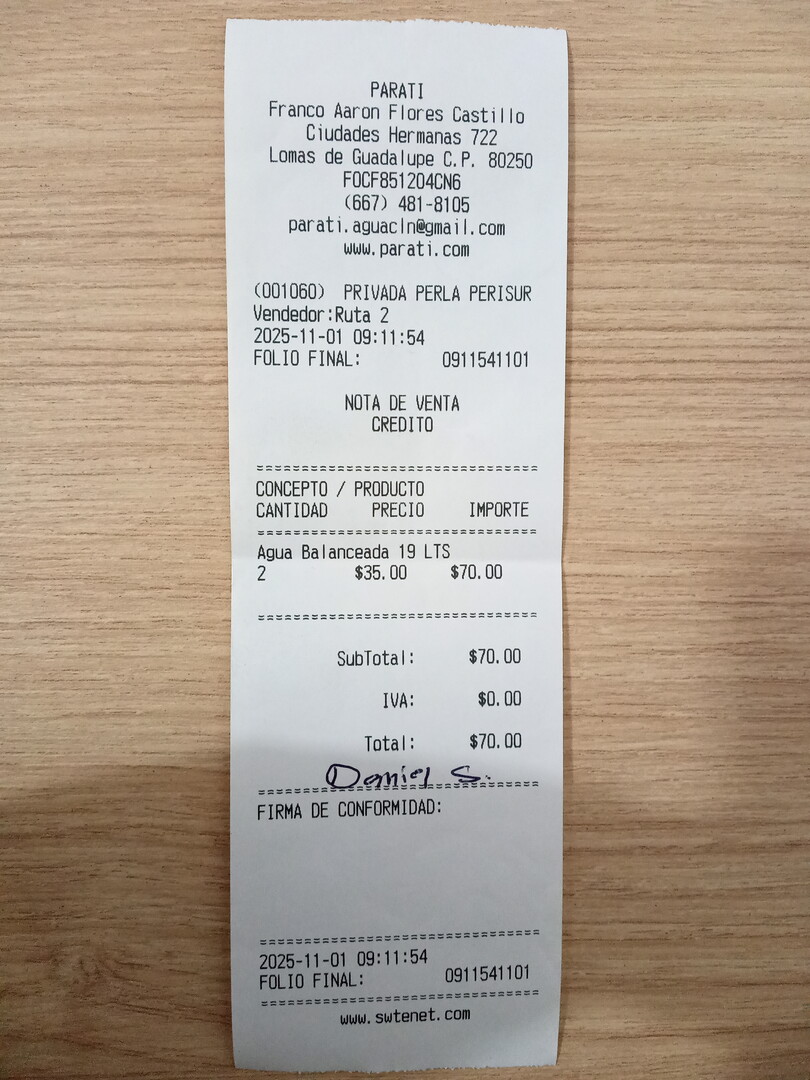 PARATI
Franco Aaron Flores Castillo
Ciudades Hermanas 722
Lomas de Guadalupe C.P. 80250
FOCF851204CN6
(667) 481-8105
parati.aguacln@gmail.com
www.parati.com
(001060) PRIVADA PERLA PERISUR
Vendedor:Ruta 2
2025-11-01 09:11:54
FOLIO FINAL: 0911541101
NOTA DE VENTA
CREDITO
===============================
CONCEPTO / PRODUCTO
CANTIDAD PRECIO IMPORTE
===============================
Agua Balanceada 19 LTS
2 $35.00 $70.00
===============================
SubTotal: $70.00
IVA: $0.00
Total: $70.00
Daniel S.
===============================
FIRMA DE CONFORMIDAD:
===============================
2025-11-01 09:11:54
FOLIO FINAL: 0911541101
===============================
www.swtenet.com